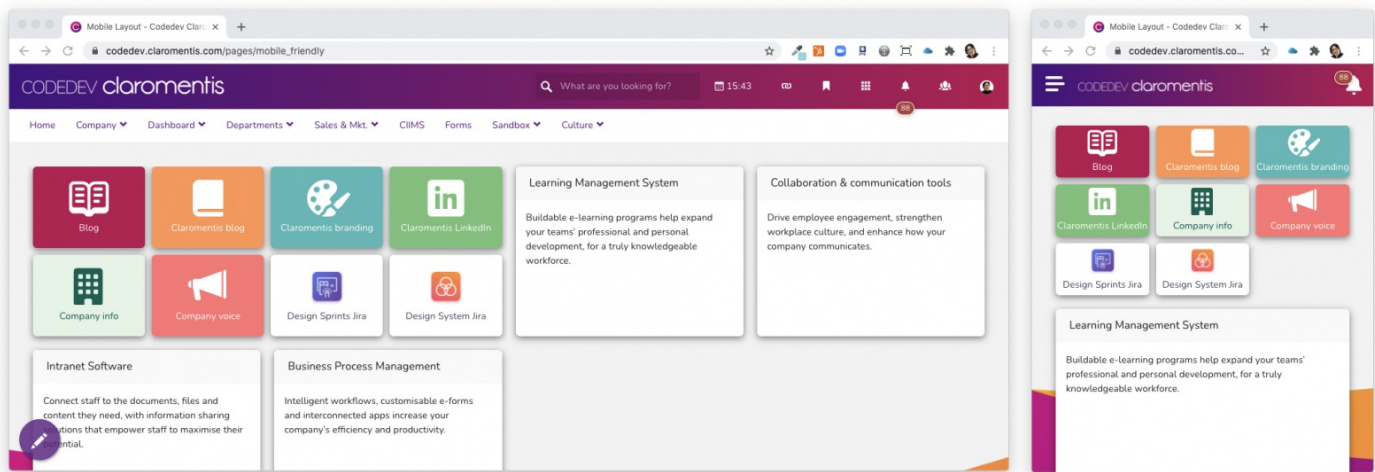 Mobile Layout - Codedev Claro
codedev.claromentis.com/pages/mobile_friendly
CODEDEV claromentis
What are you looking for?
15:43
88
Home Company Dashboard Departments Sales & Mkt. CIIMS Forms Sandbox Culture
Blog
Claromentis blog
Claromentis branding
Claromentis LinkedIn
Company info
Company voice
Design Sprints Jira
Design System Jira
Learning Management System
Buildable e-learning programs help expand
your teams' professional and personal
development, for a truly knowledgeable
workforce.
Collaboration & communication tools
Drive employee engagement, strengthen
workplace culture, and enhance how your
company communicates.
Intranet Software
Connect staff to the documents, files and
content they need, with information sharing
solutions that empower staff to maximise their
potential.
Business Process Management
Intelligent workflows, customisable e-forms
and interconnected apps increase your
company's efficiency and productivity.
Mobile Layout - Codedev Claro
codedev.claromentis.co...
CODEDEV claromentis
88
Blog
Claromentis blog
Claromentis branding
Claromentis LinkedIn
Company info
Company voice
Design Sprints Jira
Design System Jira
Learning Management System
Buildable e-learning programs help expand your teams'
professional and personal development, for a truly
knowledgeable workforce.